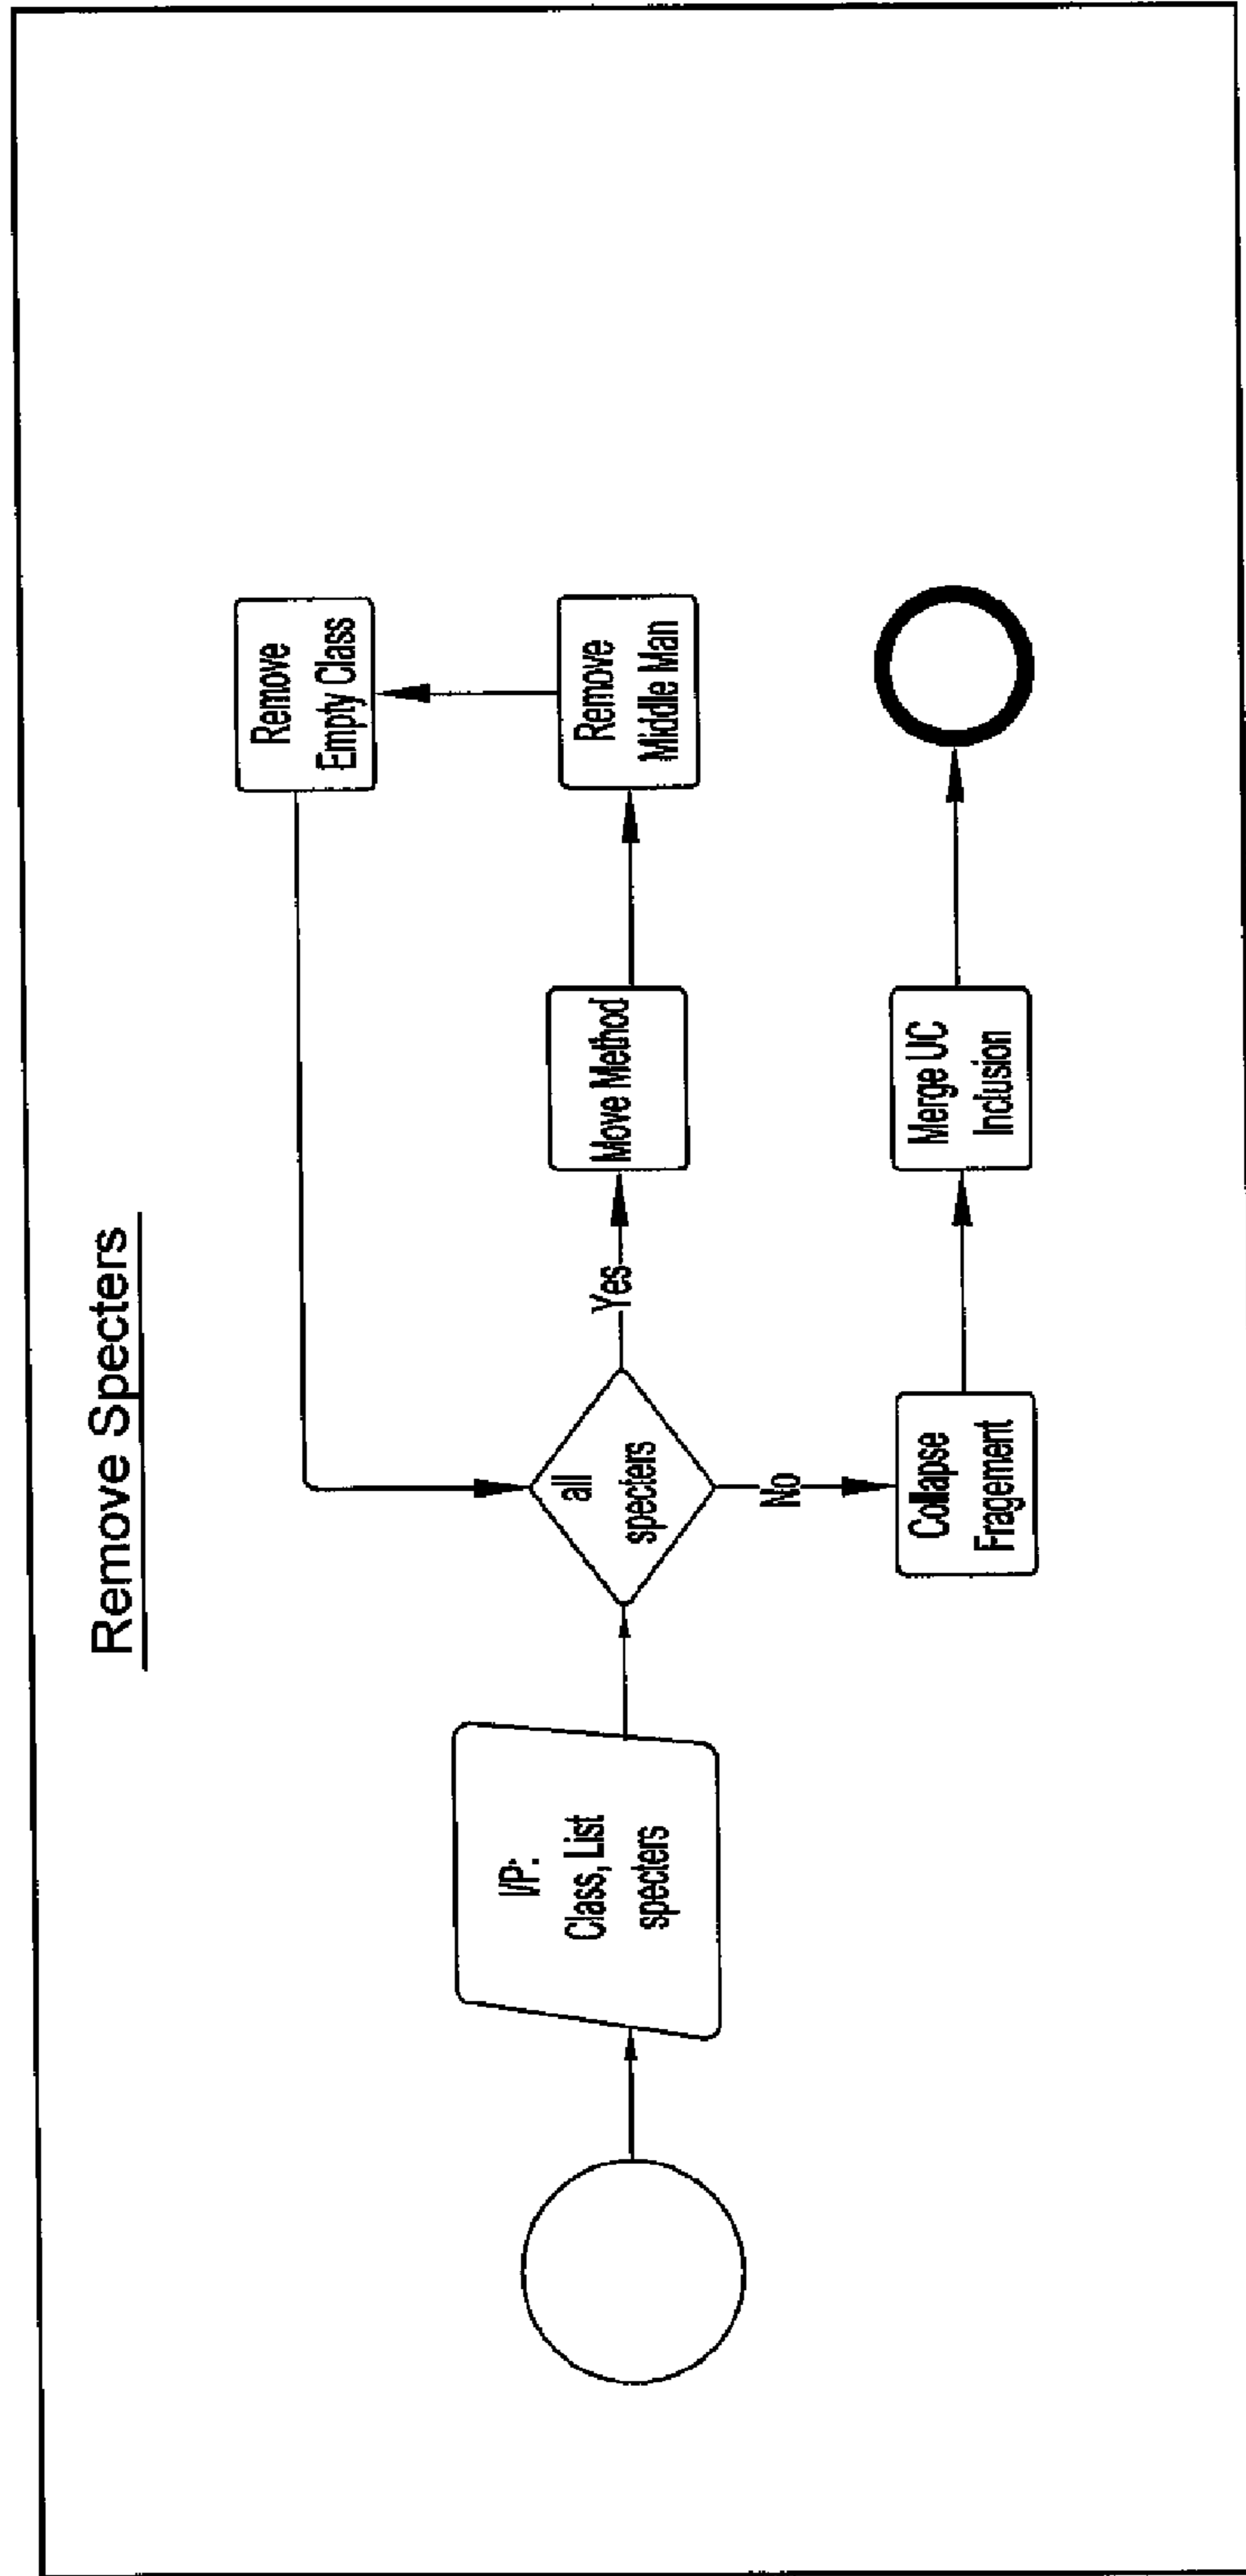 Remove Specters
I/P:
Class, List
specters
all
specters
Yes
No
Move Method
Remove
Middle Man
Remove
Empty Class
Collapse
Fragement
Merge UC
Inclusion